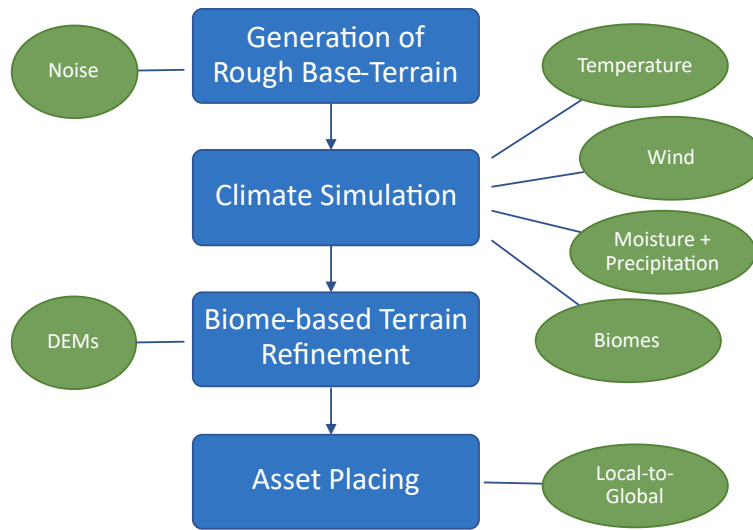 Generation of
Rough Base-Terrain
Noise
Temperature
Wind
Climate Simulation
Moisture +
Precipitation
Biome-based Terrain
Refinement
DEMs
Biomes
Asset Placing
Local-to-
Global